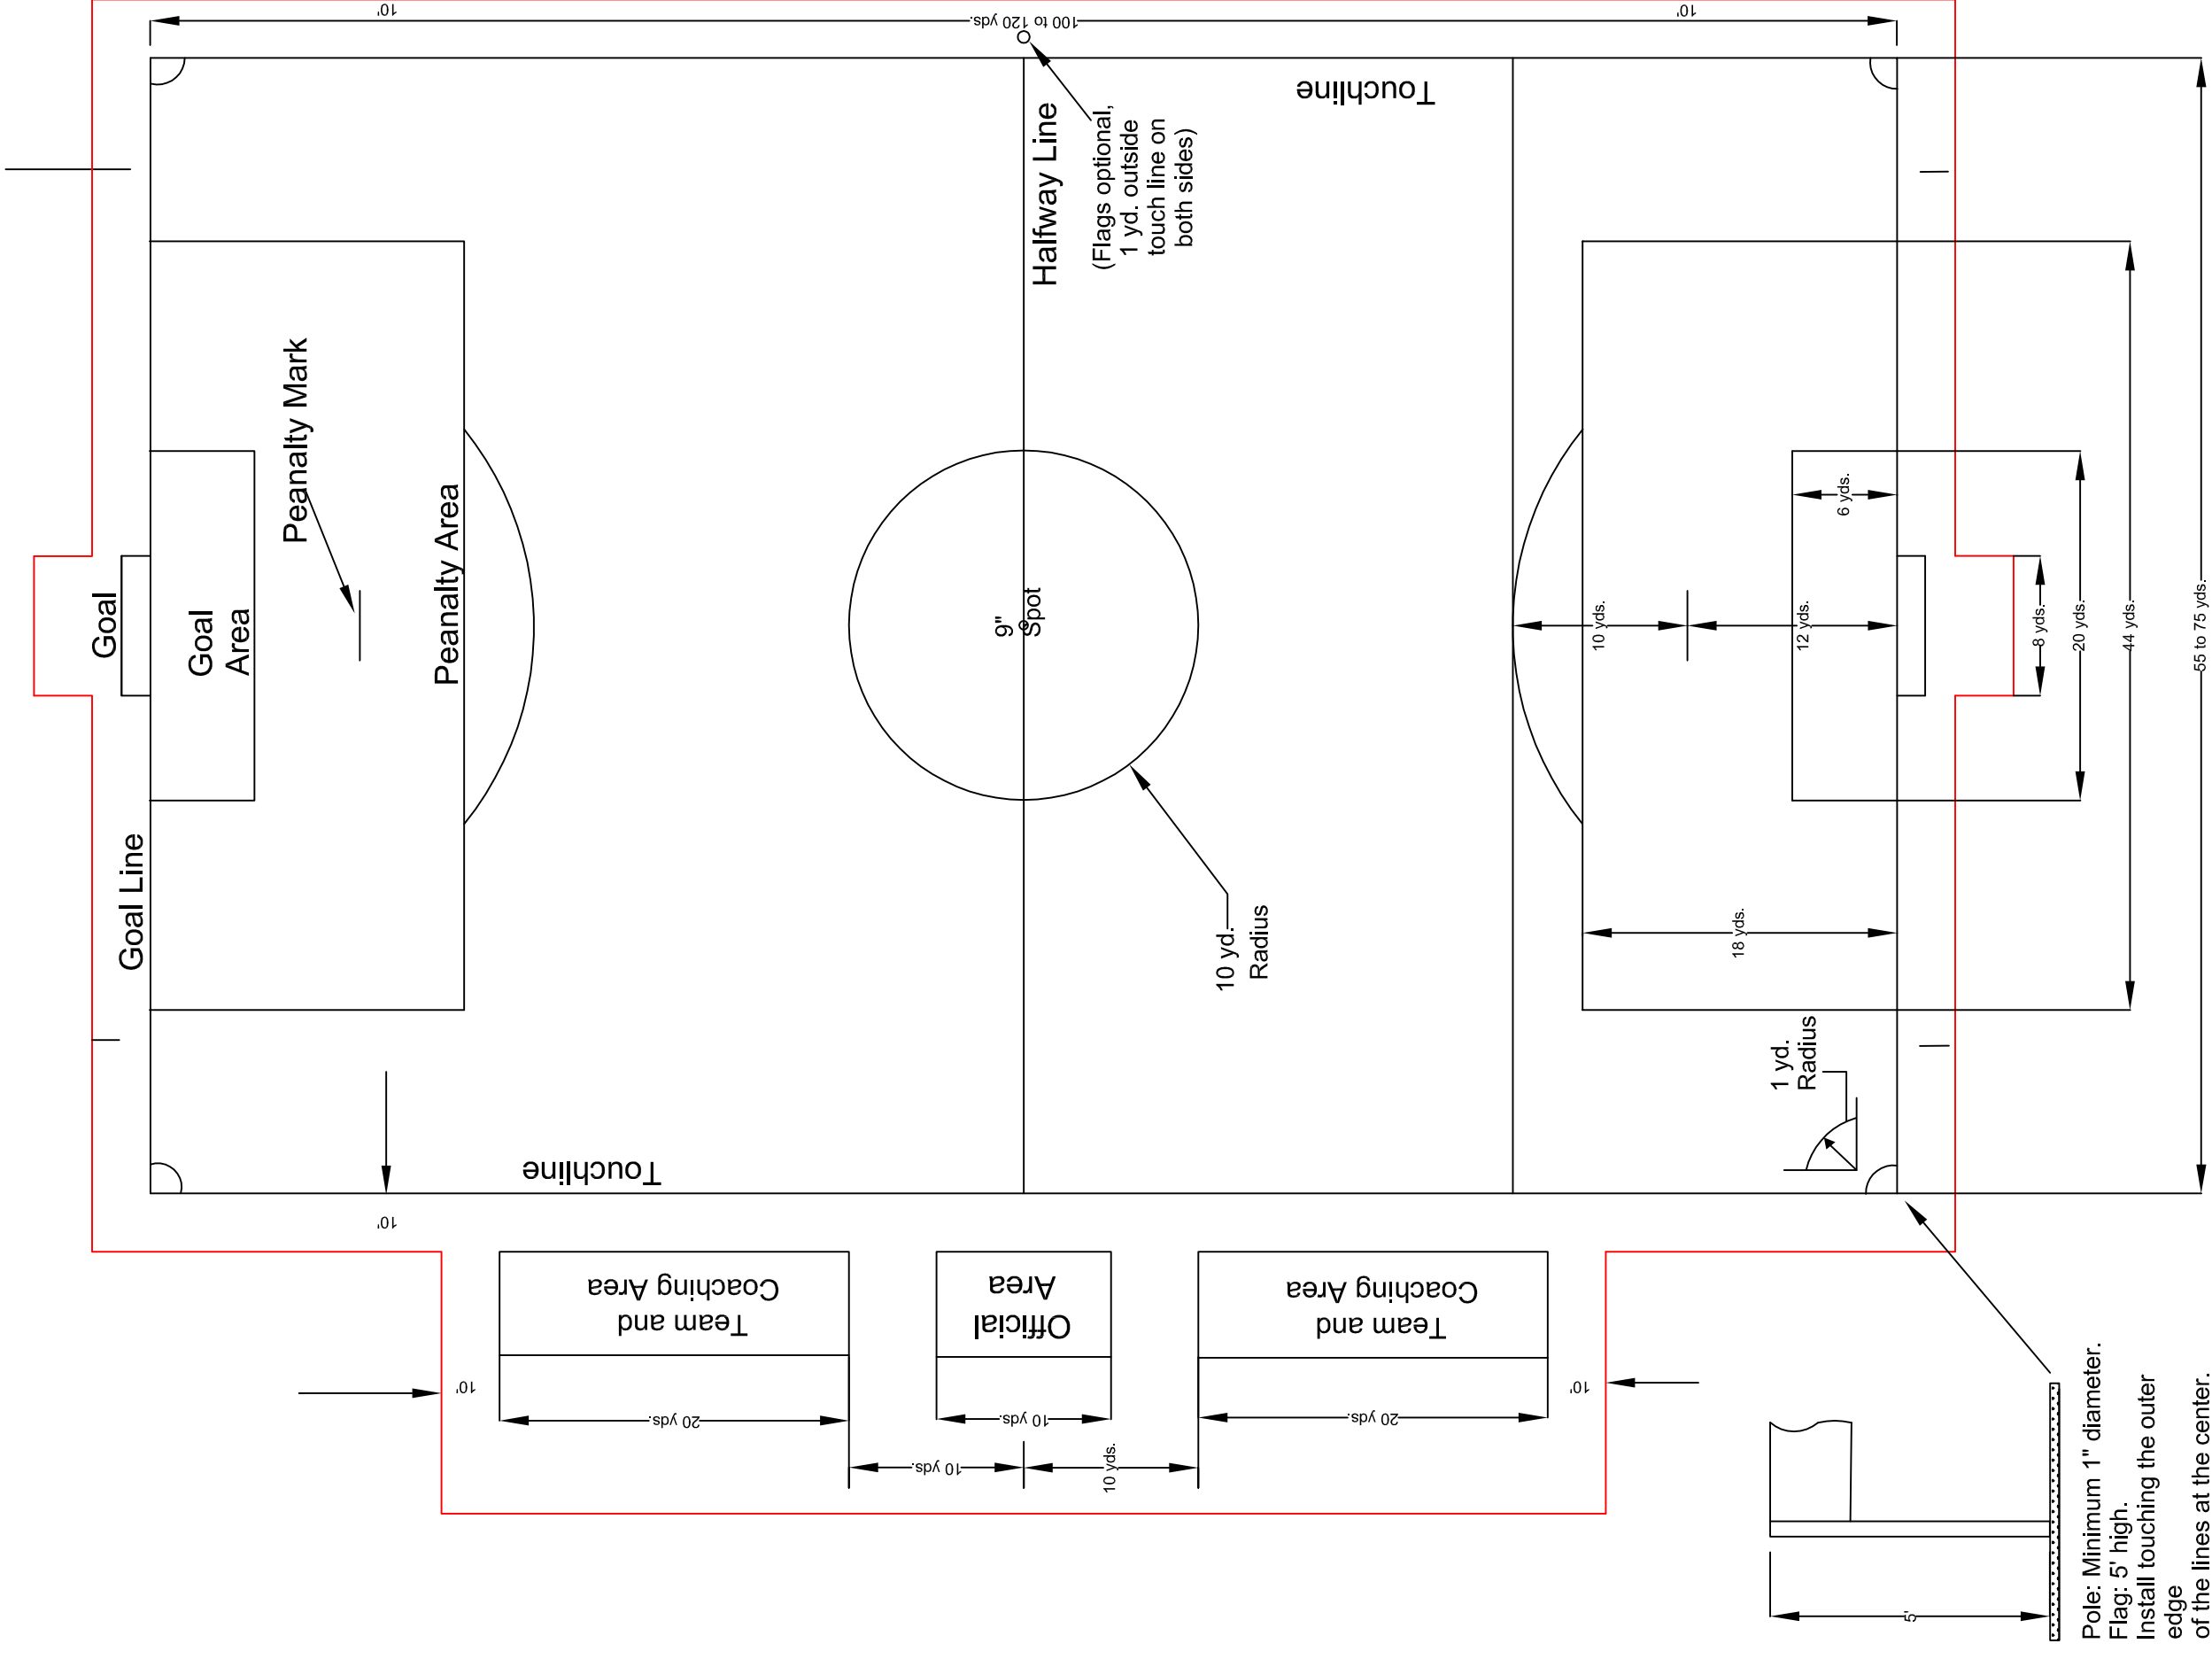 10'
100 to 120 yds.
10'
Touchline
Halfway Line
(Flags optional,
1 yd. outside
touch line on
both sides)
Peanalty Mark
Peanalty Area
Goal
Goal
Area
Goal Line
9"
Spot
10 yd.
Radius
10 yds.
12 yds.
6 yds.
8 yds.
20 yds.
44 yds.
55 to 75 yds.
18 yds.
1 yd.
Radius
Touchline
10'
Team and
Coaching Area
Official
Area
Team and
Coaching Area
10'
20 yds.
10 yds.
20 yds.
10'
10 yds.
10 yds.
5'
Pole: Minimum 1" diameter.
Flag: 5' high.
Install touching the outer
edge
of the lines at the center.